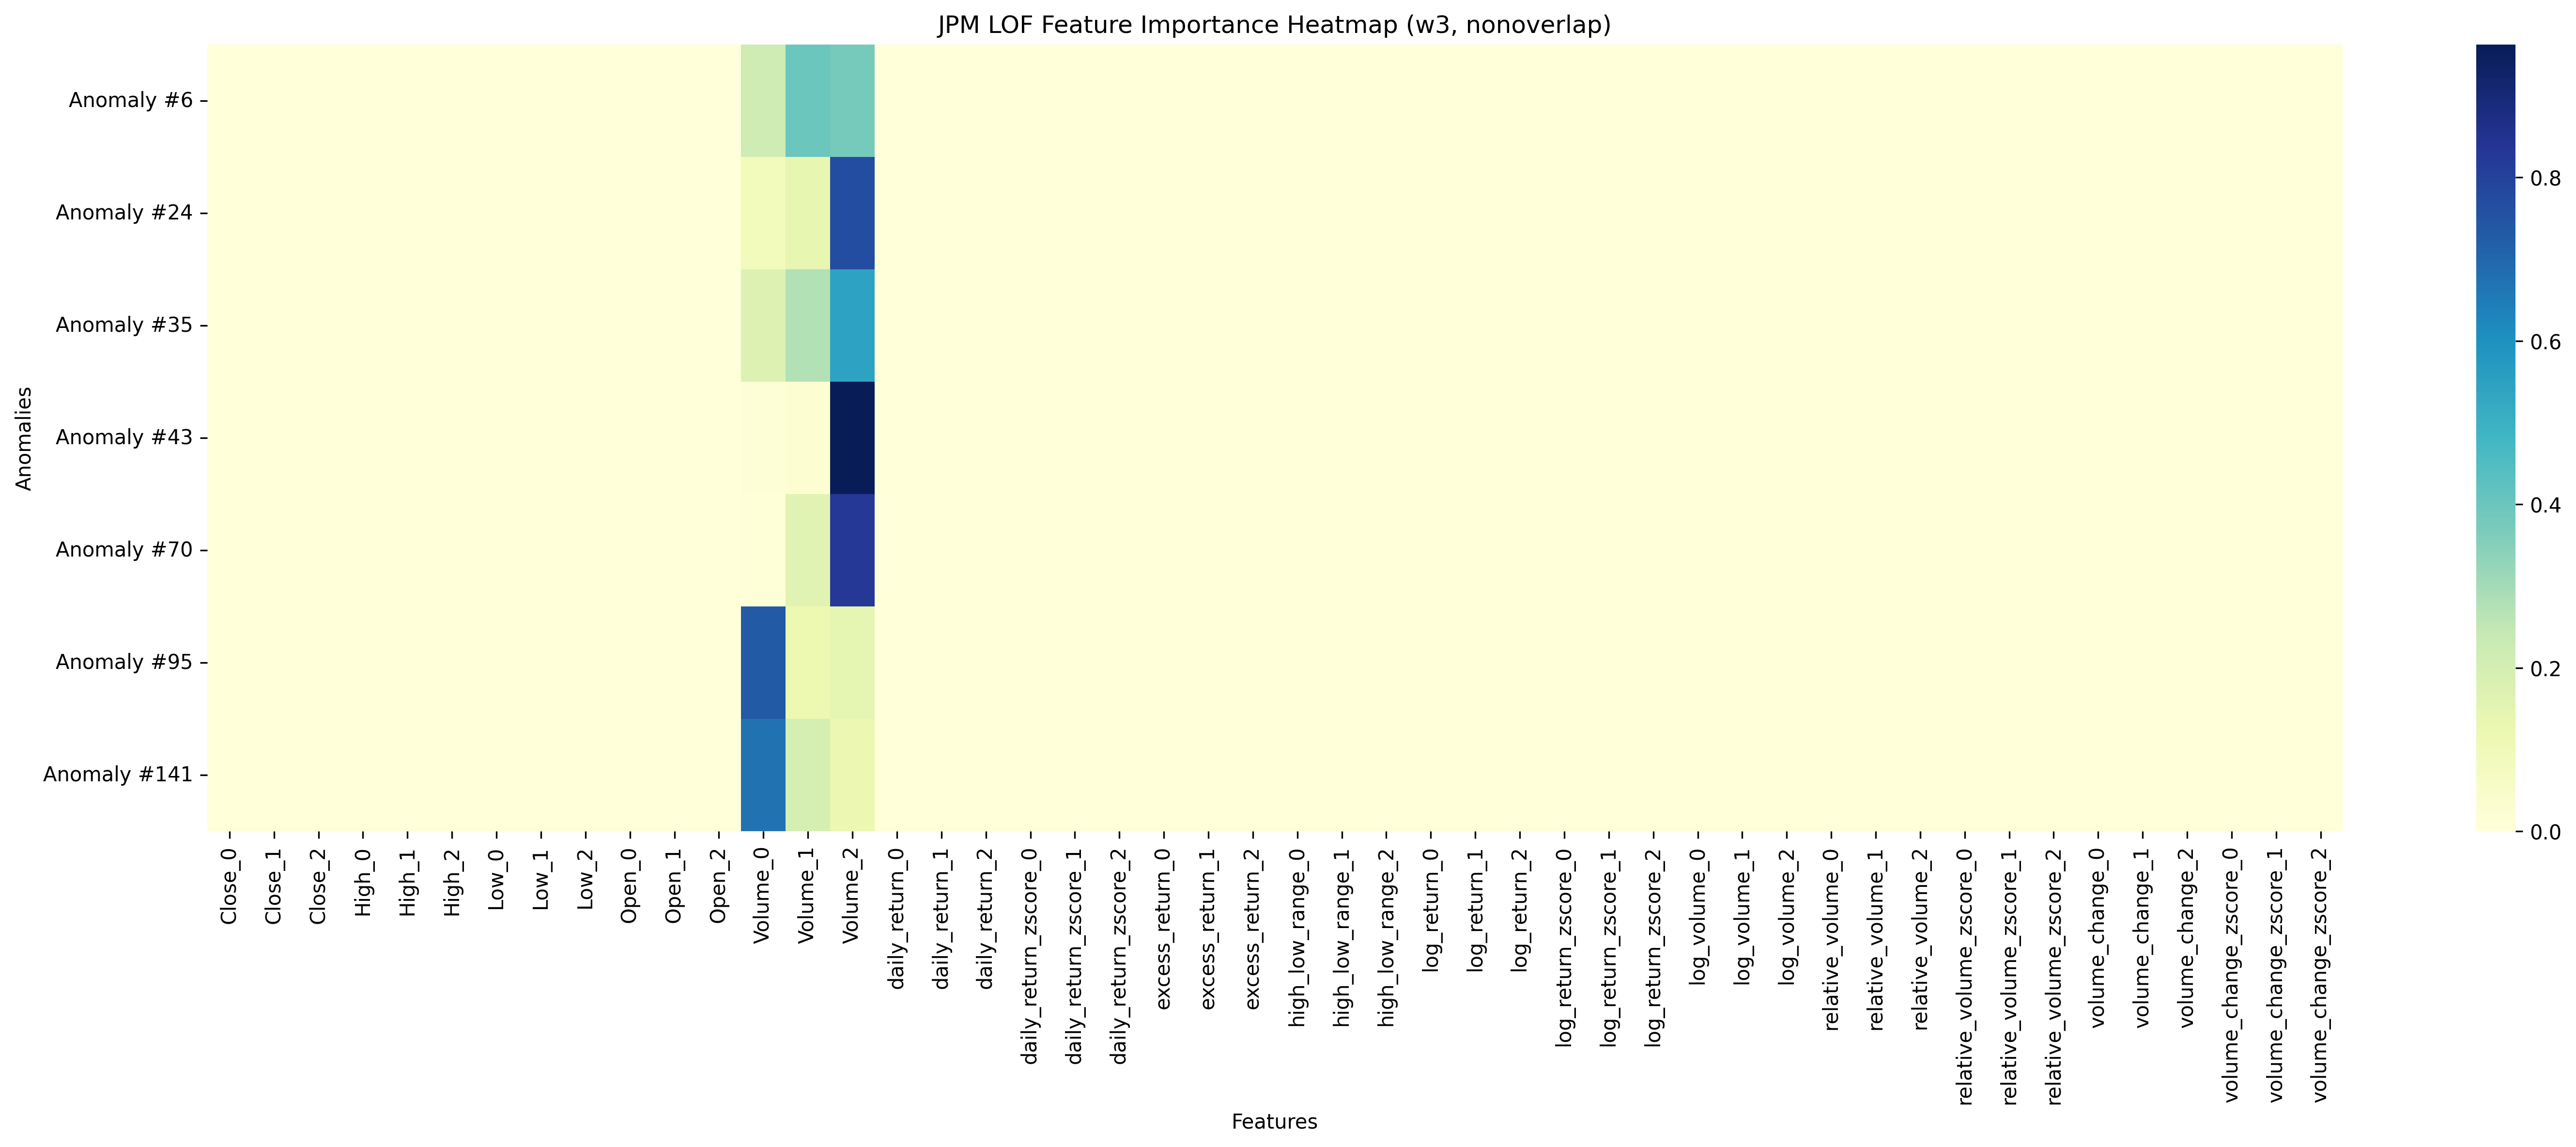 JPM LOF Feature Importance Heatmap (w3, nonoverlap)
Anomalies
Anomaly #6
Anomaly #24
Anomaly #35
Anomaly #43
Anomaly #70
Anomaly #95
Anomaly #141
Close_0
Close_1
Close_2
High_0
High_1
High_2
Low_0
Low_1
Low_2
Open_0
Open_1
Open_2
Volume_0
Volume_1
Volume_2
daily_return_0
daily_return_1
daily_return_2
daily_return_zscore_0
daily_return_zscore_1
daily_return_zscore_2
excess_return_0
excess_return_1
excess_return_2
high_low_range_0
high_low_range_1
high_low_range_2
log_return_0
log_return_1
log_return_2
log_return_zscore_0
log_return_zscore_1
log_return_zscore_2
log_volume_0
log_volume_1
log_volume_2
relative_volume_0
relative_volume_1
relative_volume_2
relative_volume_zscore_0
relative_volume_zscore_1
relative_volume_zscore_2
volume_change_0
volume_change_1
volume_change_2
volume_change_zscore_0
volume_change_zscore_1
volume_change_zscore_2
Features
0.8
0.6
0.4
0.2
0.0